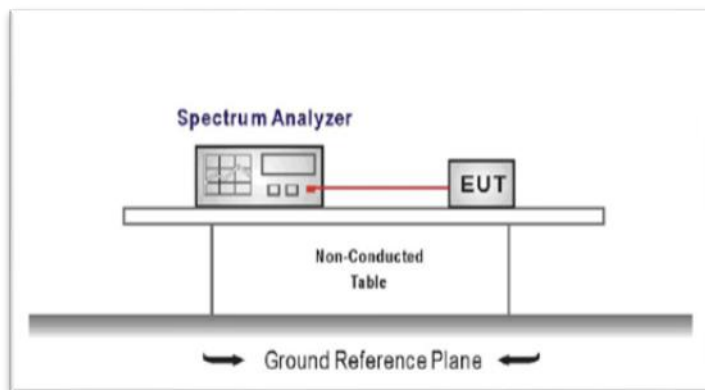 Spectrum Analyzer
EUT
Non-Conducted
Table
Ground Reference Plane